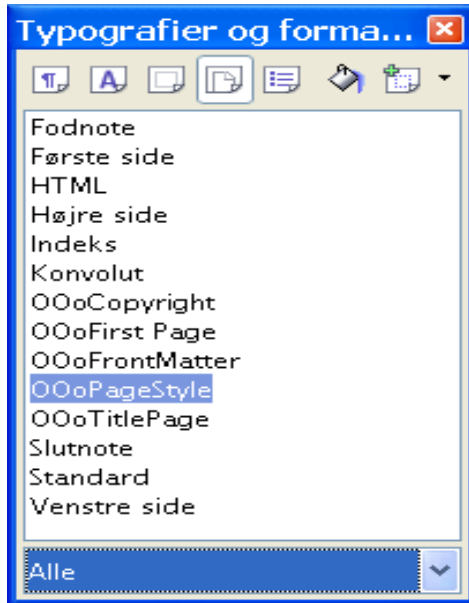 Typografier og forma...
Fodnote
Første side
HTML
Højre side
Indeks
Konvolut
OOoCopyright
OOoFirst Page
OOoFrontMatter
OOoPageStyle
OOoTitlePage
Slutnote
Standard
Venstre side
Alle